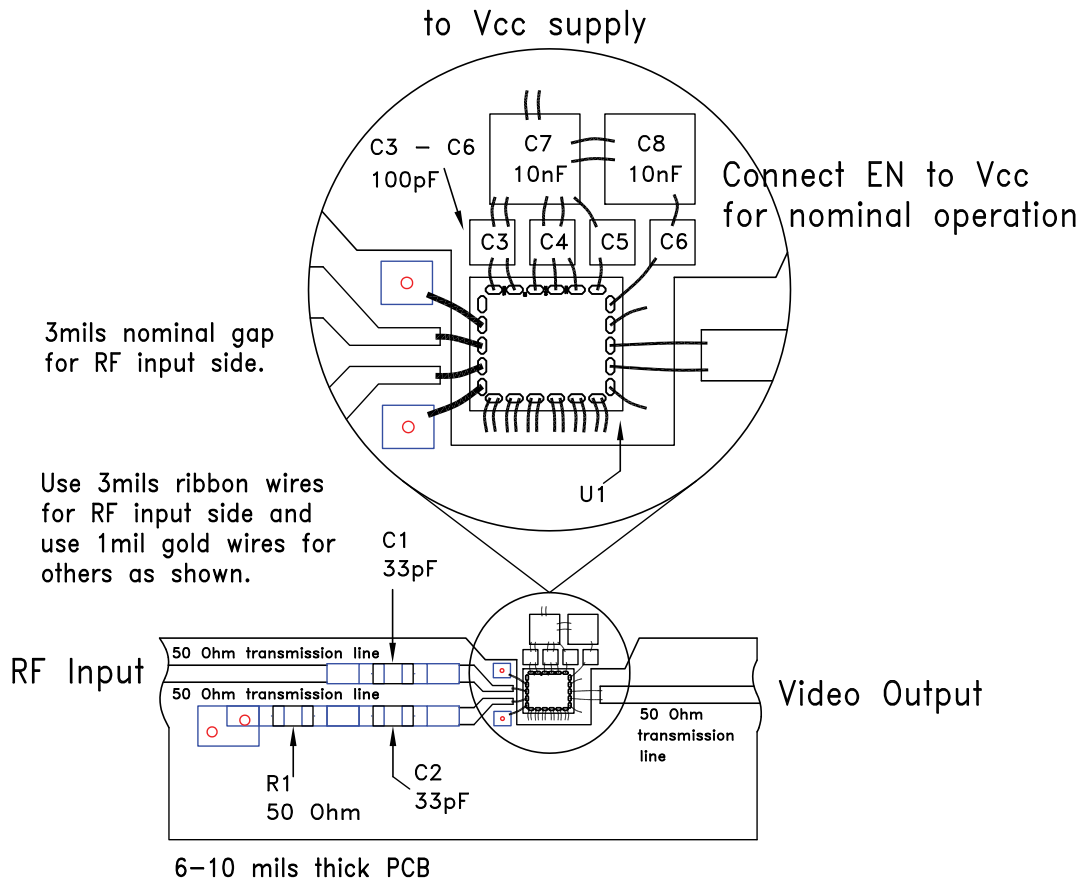 to Vcc supply
C3 - C6
100pF
C7
10nF
C8
10nF
Connect EN to Vcc
for nominal operation
C3
C4
C5
C6
3mils nominal gap
for RF input side.
U1
Use 3mils ribbon wires
for RF input side and
use 1mil gold wires for
others as shown.
C1
33pF
RF Input
50 Ohm transmission line
50 Ohm transmission line
Video Output
50 Ohm
transmission
line
R1
50 Ohm
C2
33pF
6-10 mils thick PCB